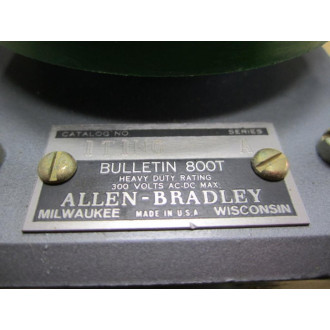 CATALOG NO. SERIES
BULLETIN 800T
HEAVY DUTY RATING
300 VOLTS AC-DC MAX.
ALLEN-BRADLEY
MILWAUKEE MADE IN U.S.A. WISCONSIN